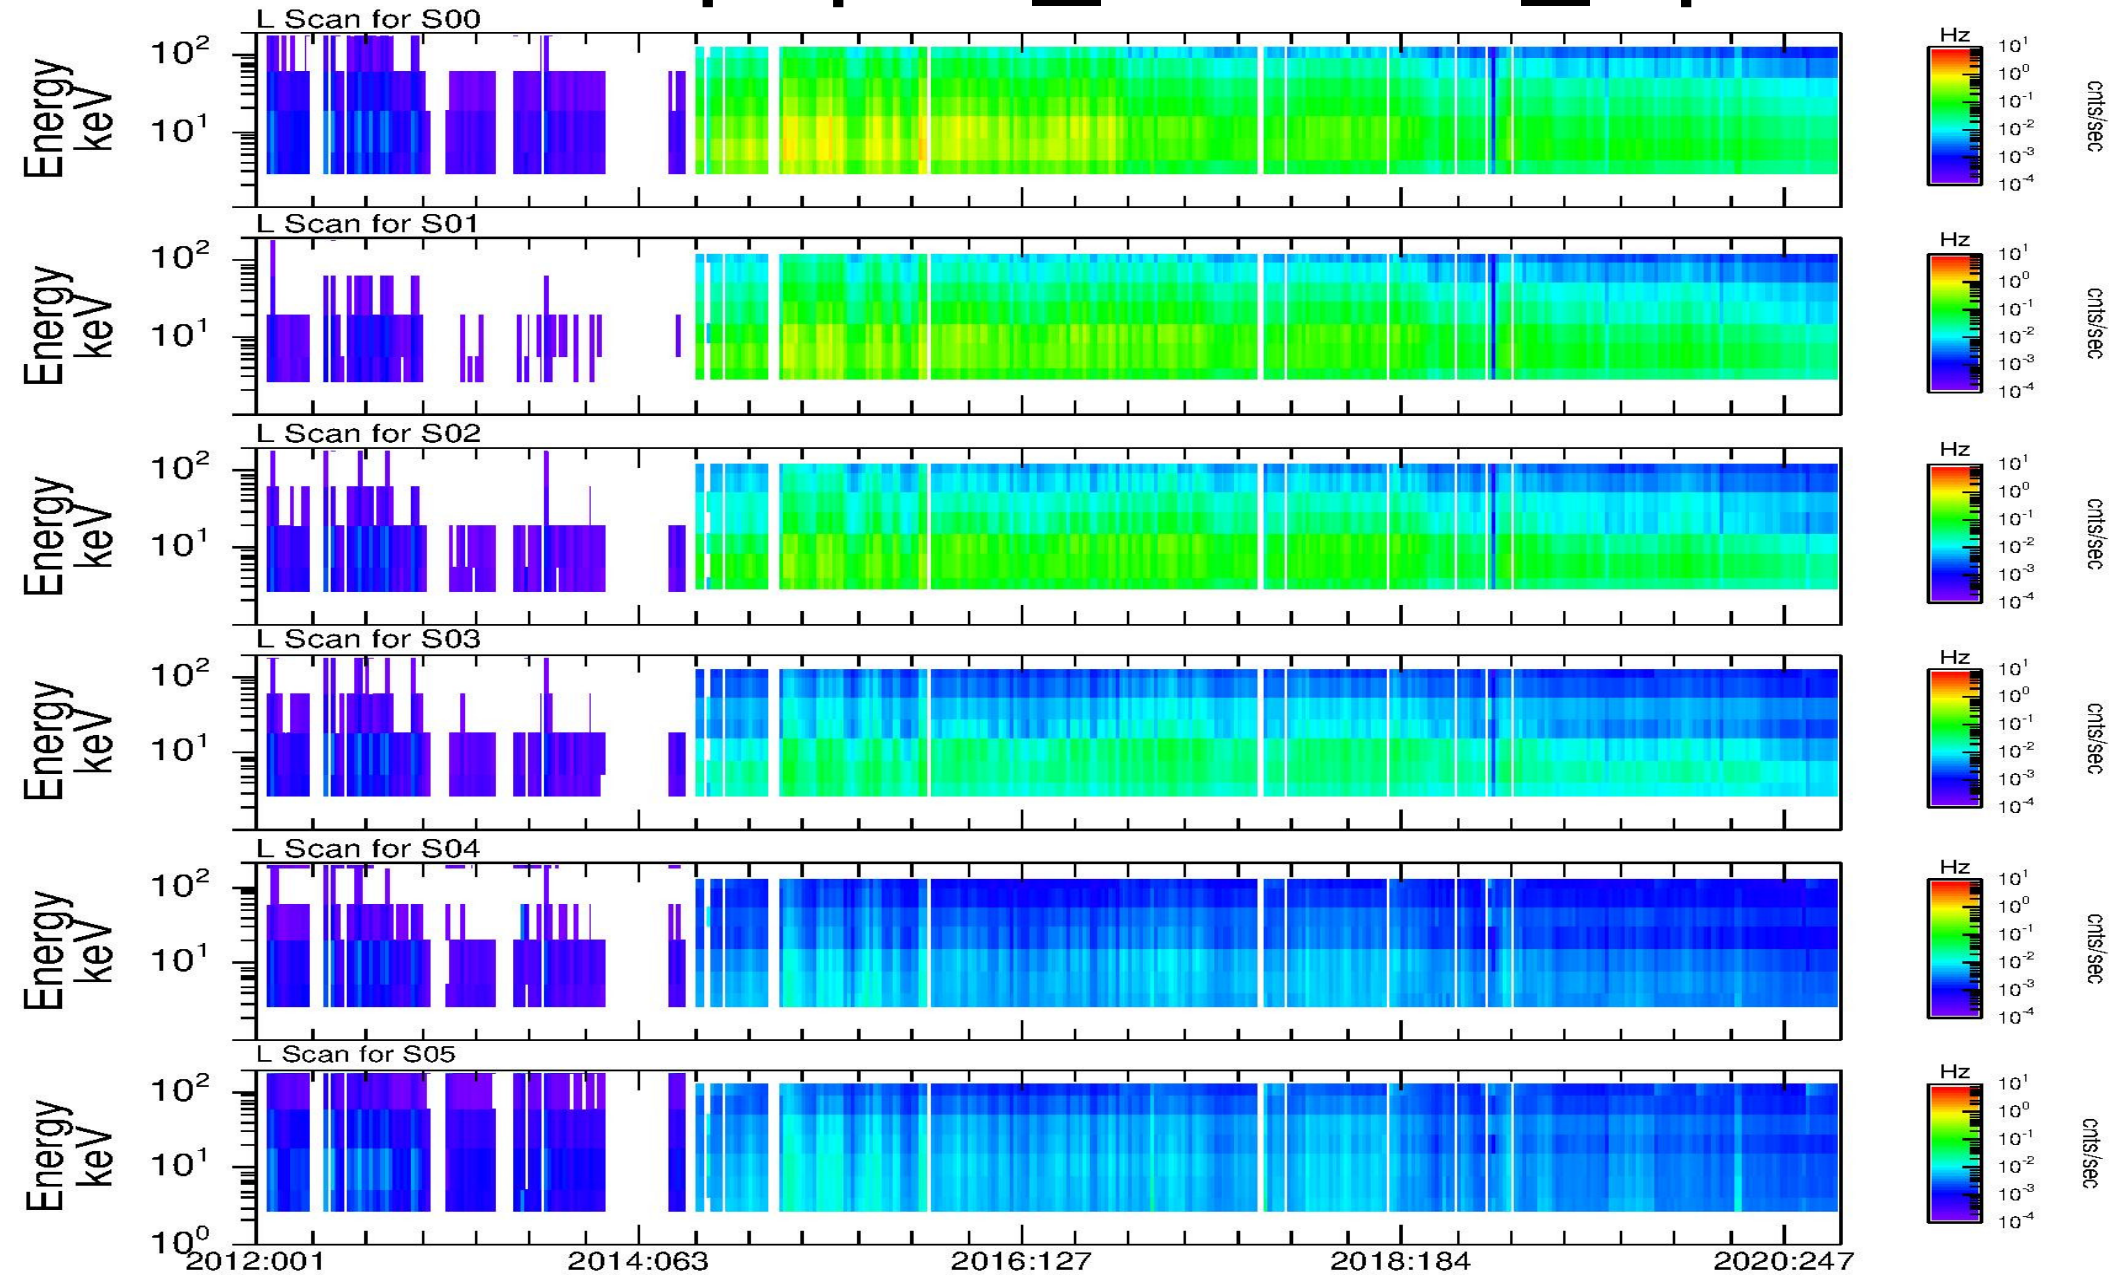 L Scan for S00
Energy
keV
10²
10¹
Hz
10¹
10⁰
10⁻¹
10⁻²
10⁻³
10⁻⁴
cnts/sec
L Scan for S01
Energy
keV
10²
10¹
Hz
10¹
10⁰
10⁻¹
10⁻²
10⁻³
10⁻⁴
cnts/sec
L Scan for S02
Energy
keV
10²
10¹
Hz
10¹
10⁰
10⁻¹
10⁻²
10⁻³
10⁻⁴
cnts/sec
L Scan for S03
Energy
keV
10²
10¹
Hz
10¹
10⁰
10⁻¹
10⁻²
10⁻³
10⁻⁴
cnts/sec
L Scan for S04
Energy
keV
10²
10¹
Hz
10¹
10⁰
10⁻¹
10⁻²
10⁻³
10⁻⁴
cnts/sec
L Scan for S05
Energy
keV
10²
10¹
10⁰
Hz
10¹
10⁰
10⁻¹
10⁻²
10⁻³
10⁻⁴
cnts/sec
2012:001 2014:063 2016:127 2018:184 2020:247